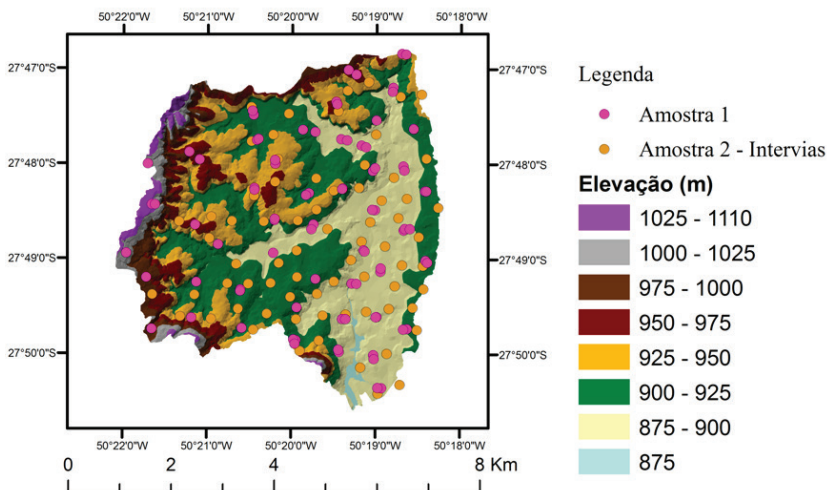 50°22'0"W 50°21'0"W 50°20'0"W 50°19'0"W 50°18'0"W
27°47'0"S 27°47'0"S
27°48'0"S 27°48'0"S
27°49'0"S 27°49'0"S
27°50'0"S 27°50'0"S
50°22'0"W 50°21'0"W 50°20'0"W 50°19'0"W 50°18'0"W
0 2 4 8 Km
Legenda
Amostra 1
Amostra 2 - Intervias
Elevação (m)
1025 - 1110
1000 - 1025
975 - 1000
950 - 975
925 - 950
900 - 925
875 - 900
875